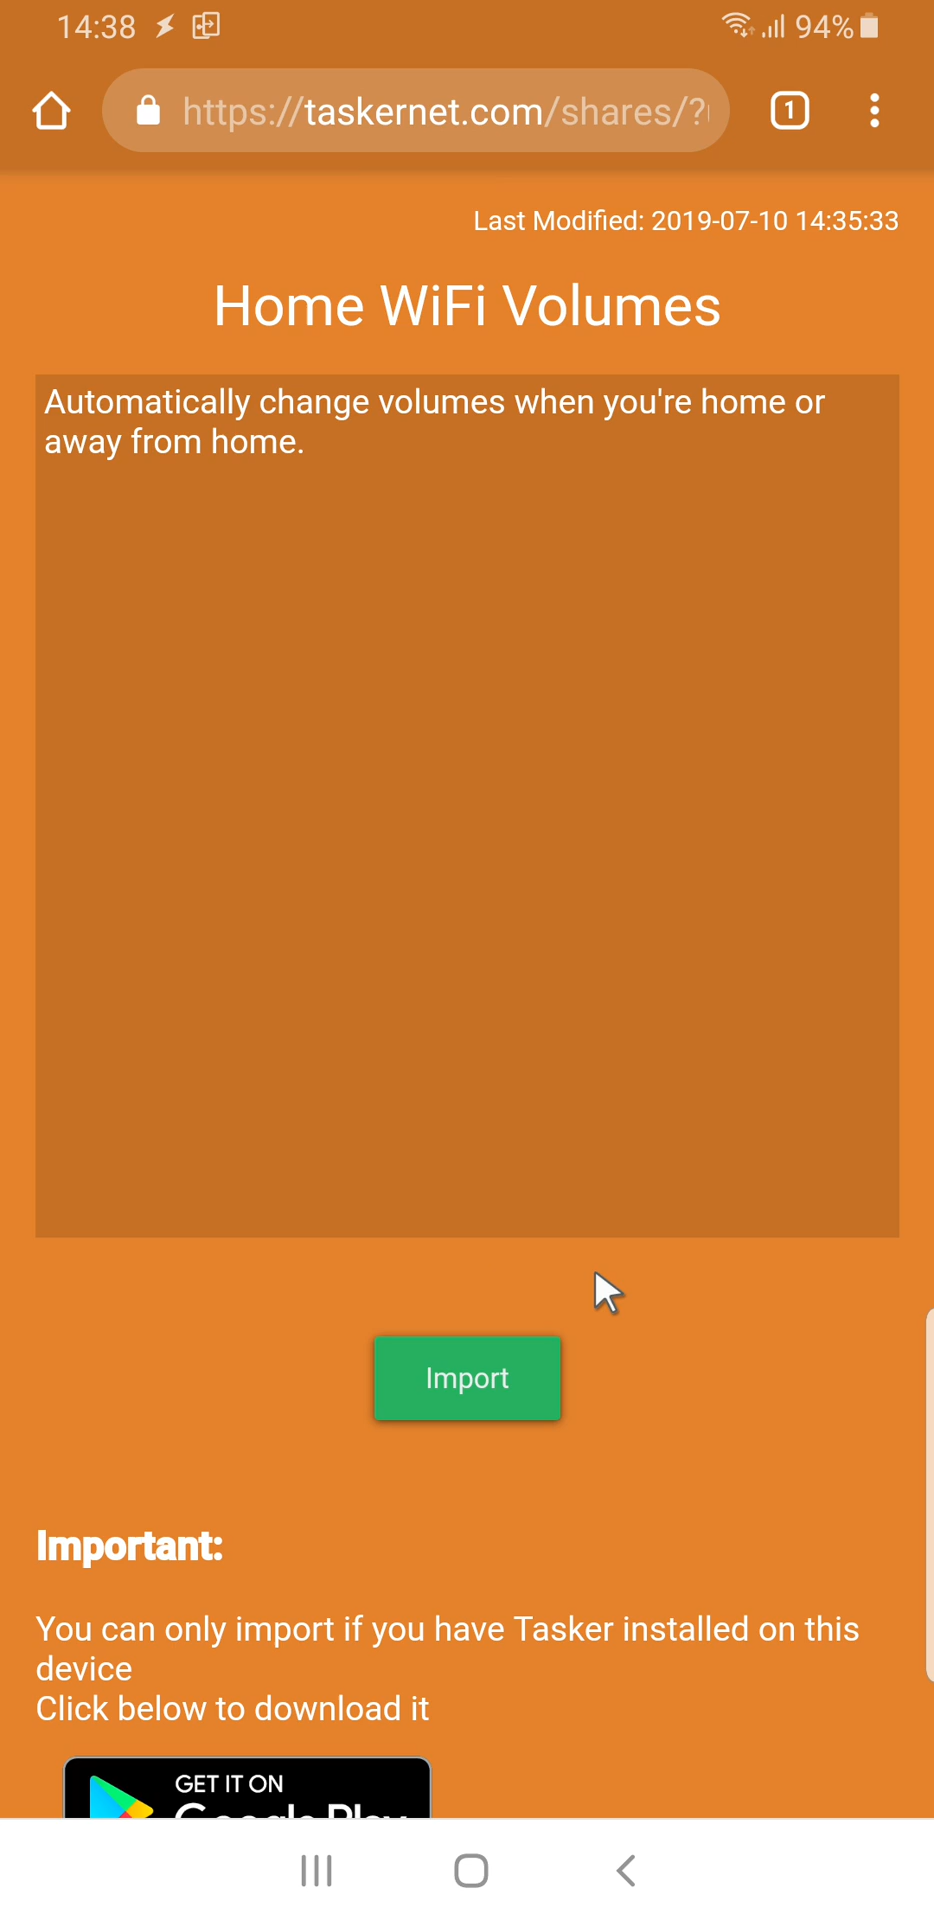 14:38
94%
https://taskernet.com/shares/?
1
Last Modified: 2019-07-10 14:35:33
Home WiFi Volumes
Automatically change volumes when you're home or
away from home.
Import
Important:
You can only import if you have Tasker installed on this
device
Click below to download it
GET IT ON
Google Play